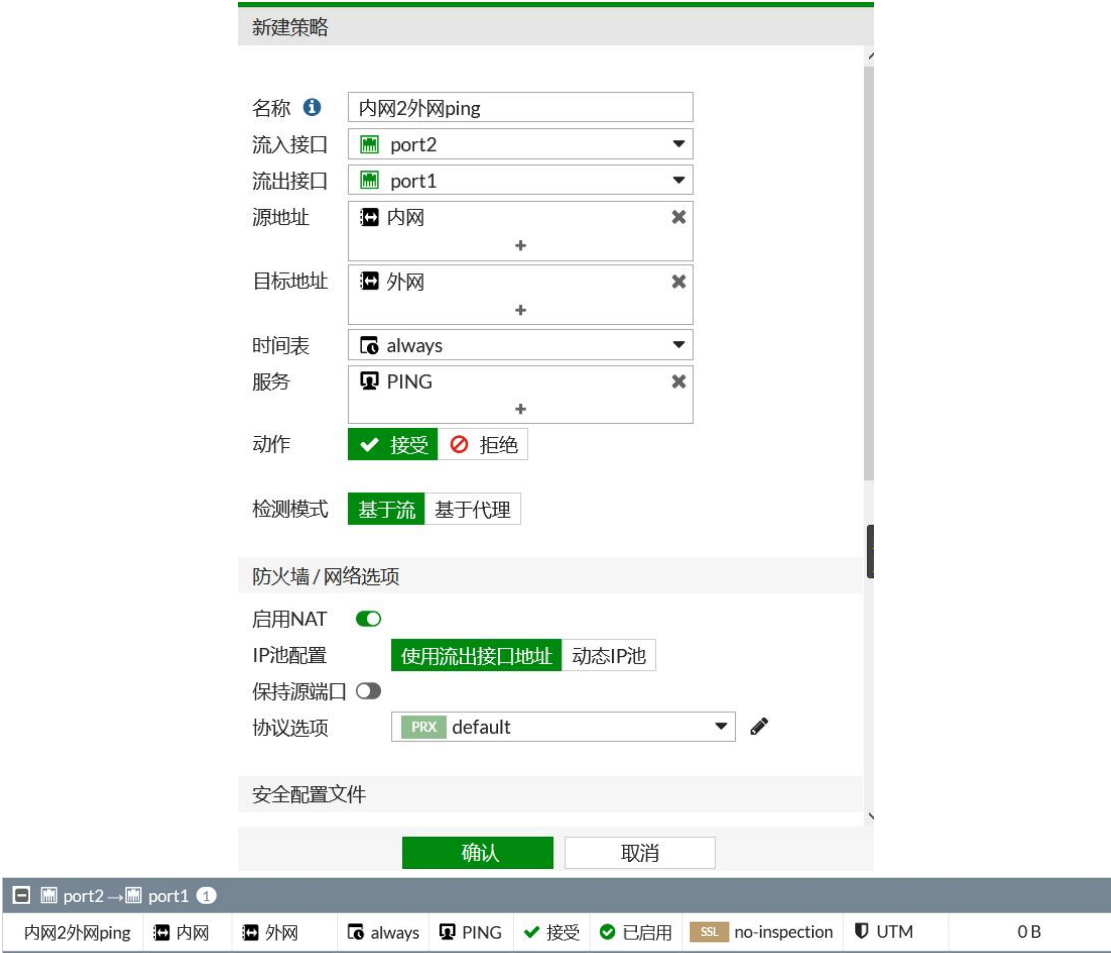 新建策略
名称 内网2外网ping
流入接口 port2
流出接口 port1
源地址 内网
+
目标地址 外网
+
时间表 always
服务 PING
+
动作 接受 拒绝
检测模式 基于流 基于代理
防火墙 / 网络选项
启用NAT
IP池配置 使用流出接口地址 动态IP池
保持源端口
协议选项 PRX default
安全配置文件
确认 取消
port2 → port1 1
内网2外网ping 内网 外网 always PING 接受 已启用 SSL no-inspection UTM 0 B